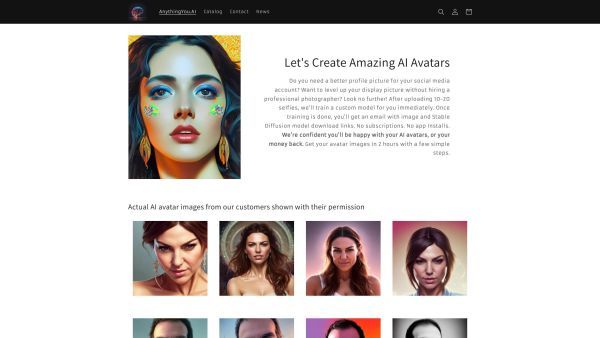 AnythingYou.AI Catalog Contact News
Let's Create Amazing AI Avatars
Do you need a better profile picture for your social media
account? Want to level up your display picture without hiring a
professional photographer? Look no further! After uploading 10-20
selfies, we'll train a custom model for you immediately. Once
training is done, you'll get an email with image and Stable
Diffusion model download links. No subscriptions. No app installs.
We're confident you'll be happy with your AI avatars, or your
money back. Get your avatar images in 2 hours with a few simple
steps.
Actual AI avatar images from our customers shown with their permission